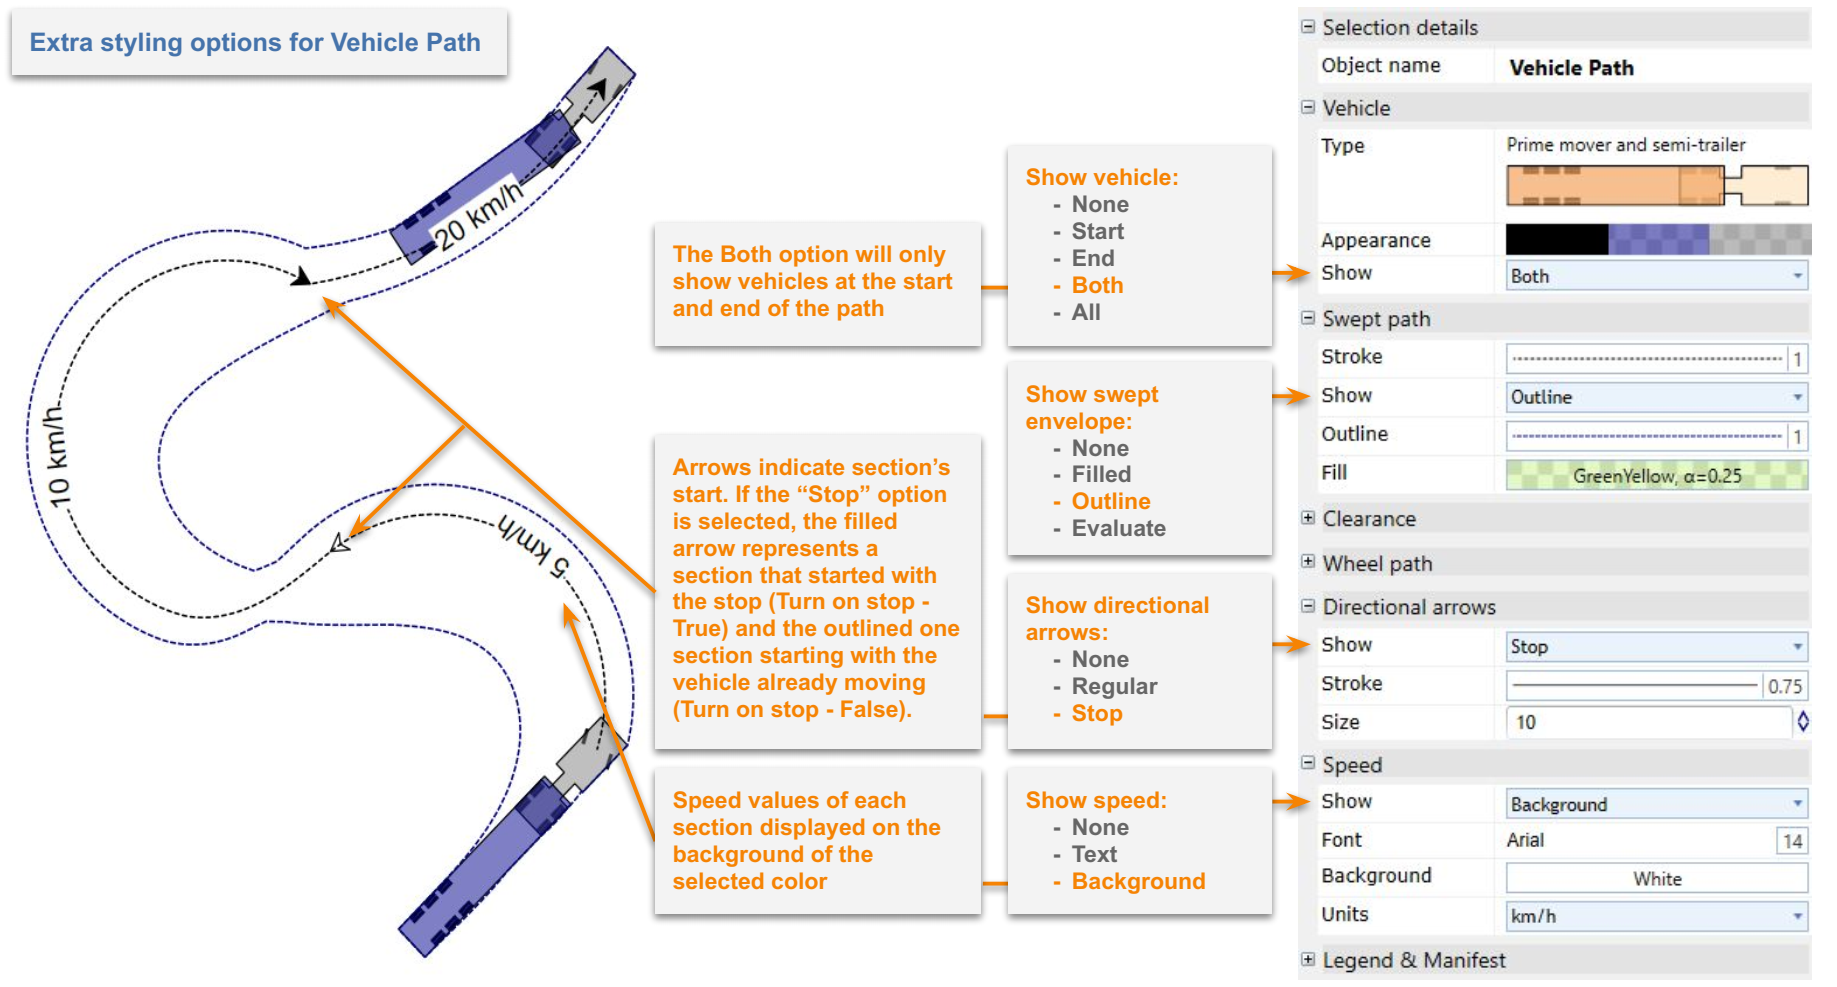 Extra styling options for Vehicle Path
20 km/h
10 km/h
5 km/h
The Both option will only
show vehicles at the start
and end of the path
Arrows indicate section’s
start. If the “Stop” option
is selected, the filled
arrow represents a
section that started with
the stop (Turn on stop -
True) and the outlined one
section starting with the
vehicle already moving
(Turn on stop - False).
Speed values of each
section displayed on the
background of the
selected color
Show vehicle:
- None
- Start
- End
- Both
- All
Show swept
envelope:
- None
- Filled
- Outline
- Evaluate
Show directional
arrows:
- None
- Regular
- Stop
Show speed:
- None
- Text
- Background
Selection details
Object name Vehicle Path
Vehicle
Type Prime mover and semi-trailer
Appearance
Show Both
Swept path
Stroke 1
Show Outline
Outline 1
Fill GreenYellow, α=0.25
Clearance
Wheel path
Directional arrows
Show Stop
Stroke 0.75
Size 10
Speed
Show Background
Font Arial 14
Background White
Units km/h
Legend & Manifest